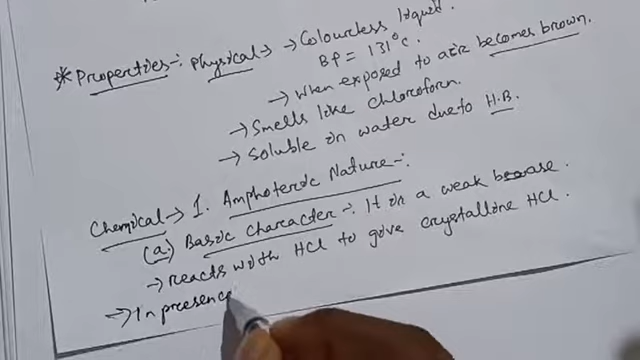 * Properties-: Physical → → Colourless liquid.
BP = 131°C.
→ When exposed to air becomes brown.
→ Smells like chloroform.
→ Soluble in water due to H.B.
Chemical → 1. Amphoteric Nature -:
(a) Basic Character -: It is a weak base.
→ Reacts with HCl to give crystalline HCl.
→ In presence